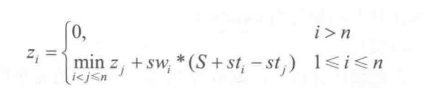 z_i = { 0, i > n
min_{i<j≤n} z_j + sw_i * (S + st_i − st_j) 1 ≤ i ≤ n